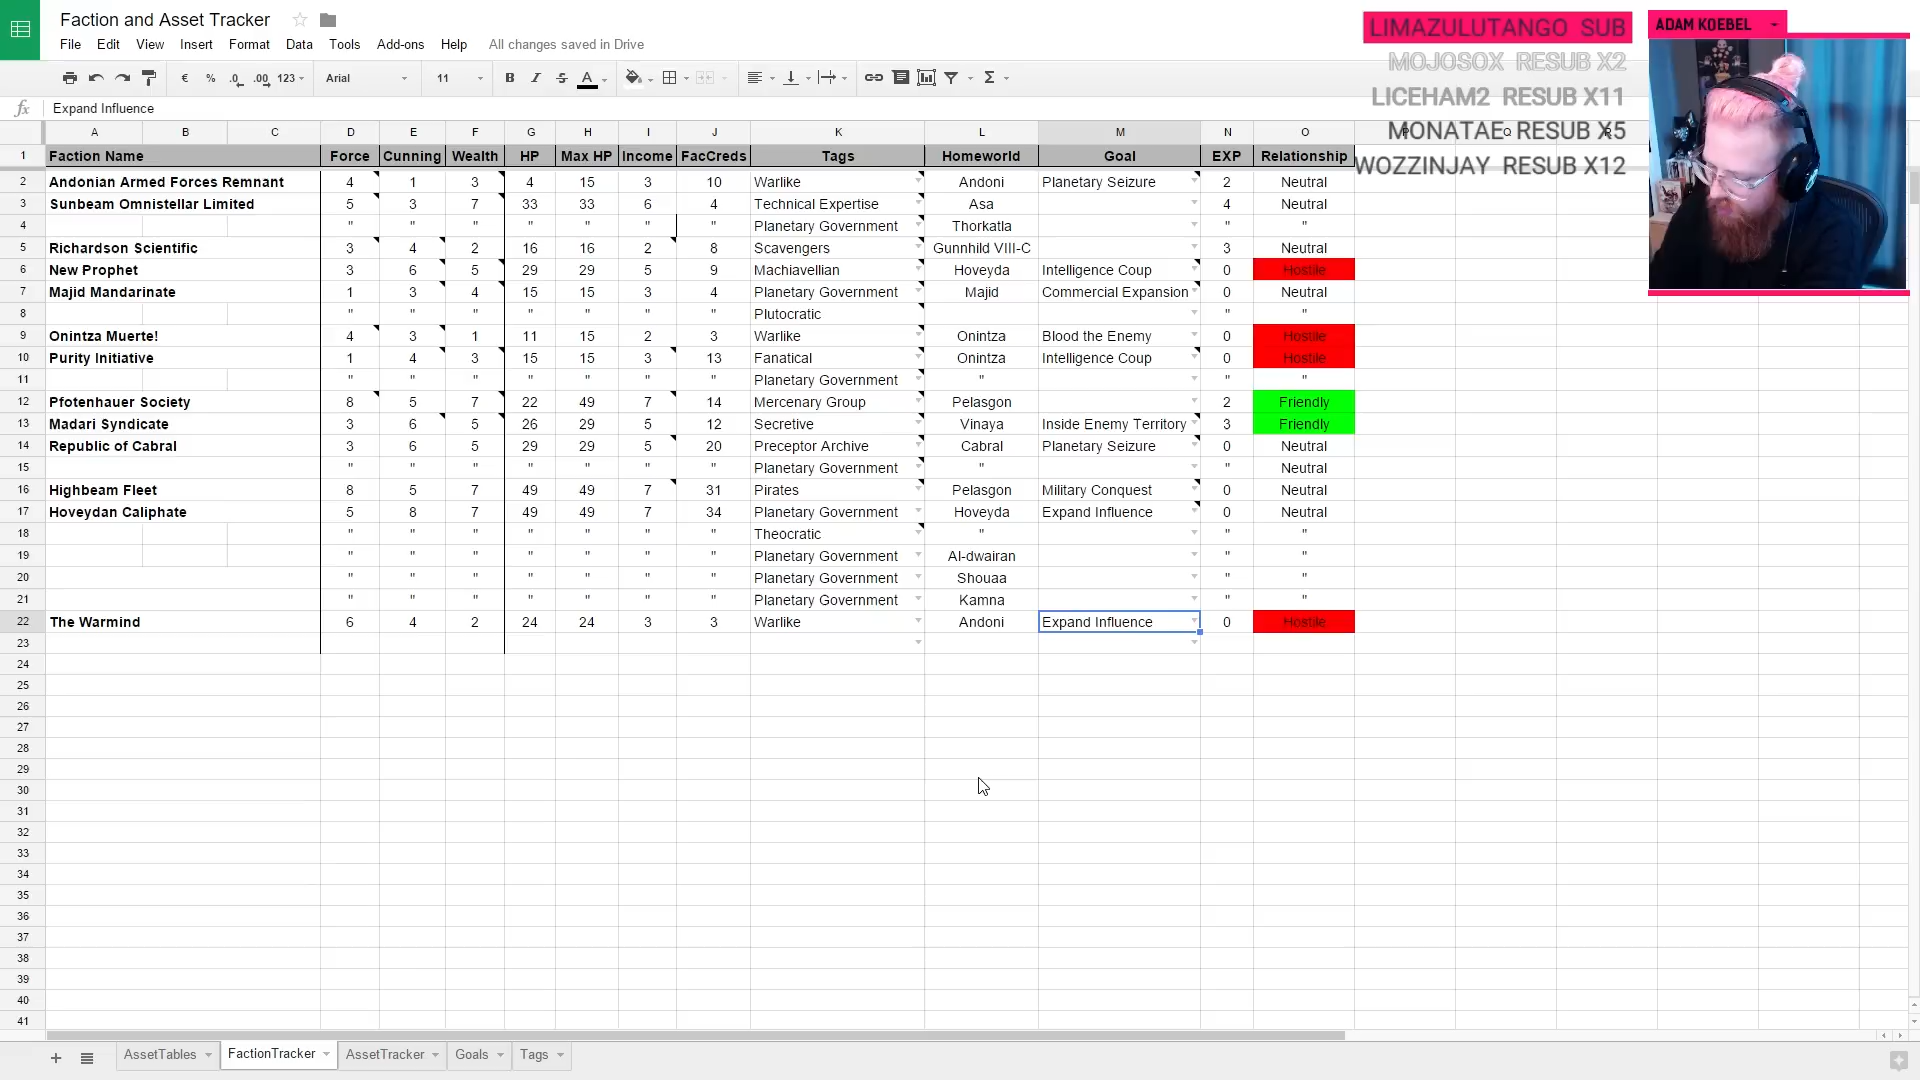 Faction and Asset Tracker
File Edit View Insert Format Data Tools Add-ons Help All changes saved in Drive
€ % .0 .00 123 Arial 11 B I S A Σ
fx Expand Influence
A B C D E F G H I J K L M N O P Q R
1 Faction Name Force Cunning Wealth HP Max HP Income FacCreds Tags Homeworld Goal EXP Relationship
2 Andonian Armed Forces Remnant 4 1 3 4 15 3 10 Warlike Andoni Planetary Seizure 2 Neutral
3 Sunbeam Omnistellar Limited 5 3 7 33 33 6 4 Technical Expertise Asa 4 Neutral
4 " " " " " " " Planetary Government Thorkatla " "
5 Richardson Scientific 3 4 2 16 16 2 8 Scavengers Gunnhild VIII-C 3 Neutral
6 New Prophet 3 6 5 29 29 5 9 Machiavellian Hoveyda Intelligence Coup 0 Hostile
7 Majid Mandarinate 1 3 4 15 15 3 4 Planetary Government Majid Commercial Expansion 0 Neutral
8 " " " " " " " Plutocratic " "
9 Onintza Muerte! 4 3 1 11 15 2 3 Warlike Onintza Blood the Enemy 0 Hostile
10 Purity Initiative 1 4 3 15 15 3 13 Fanatical Onintza Intelligence Coup 0 Hostile
11 " " " " " " " Planetary Government " " "
12 Pfotenhauer Society 8 5 7 22 49 7 14 Mercenary Group Pelasgon 2 Friendly
13 Madari Syndicate 3 6 5 26 29 5 12 Secretive Vinaya Inside Enemy Territory 3 Friendly
14 Republic of Cabral 3 6 5 29 29 5 20 Preceptor Archive Cabral Planetary Seizure 0 Neutral
15 " " " " " " " Planetary Government " " Neutral
16 Highbeam Fleet 8 5 7 49 49 7 31 Pirates Pelasgon Military Conquest 0 Neutral
17 Hoveydan Caliphate 5 8 7 49 49 7 34 Planetary Government Hoveyda Expand Influence 0 Neutral
18 " " " " " " " Theocratic " " "
19 " " " " " " " Planetary Government Al-dwairan " "
20 " " " " " " " Planetary Government Shouaa " "
21 " " " " " " " Planetary Government Kamna " "
22 The Warmind 6 4 2 24 24 3 3 Warlike Andoni Expand Influence 0 Hostile
23
24
25
26
27
28
29
30
31
32
33
34
35
36
37
38
39
40
41
AssetTables FactionTracker AssetTracker Goals Tags
LIMAZULUTANGO SUB
MOJOSOX RESUB X2
LICEHAM2 RESUB X11
MONATAE RESUB X5
WOZZINJAY RESUB X12
ADAM KOEBEL